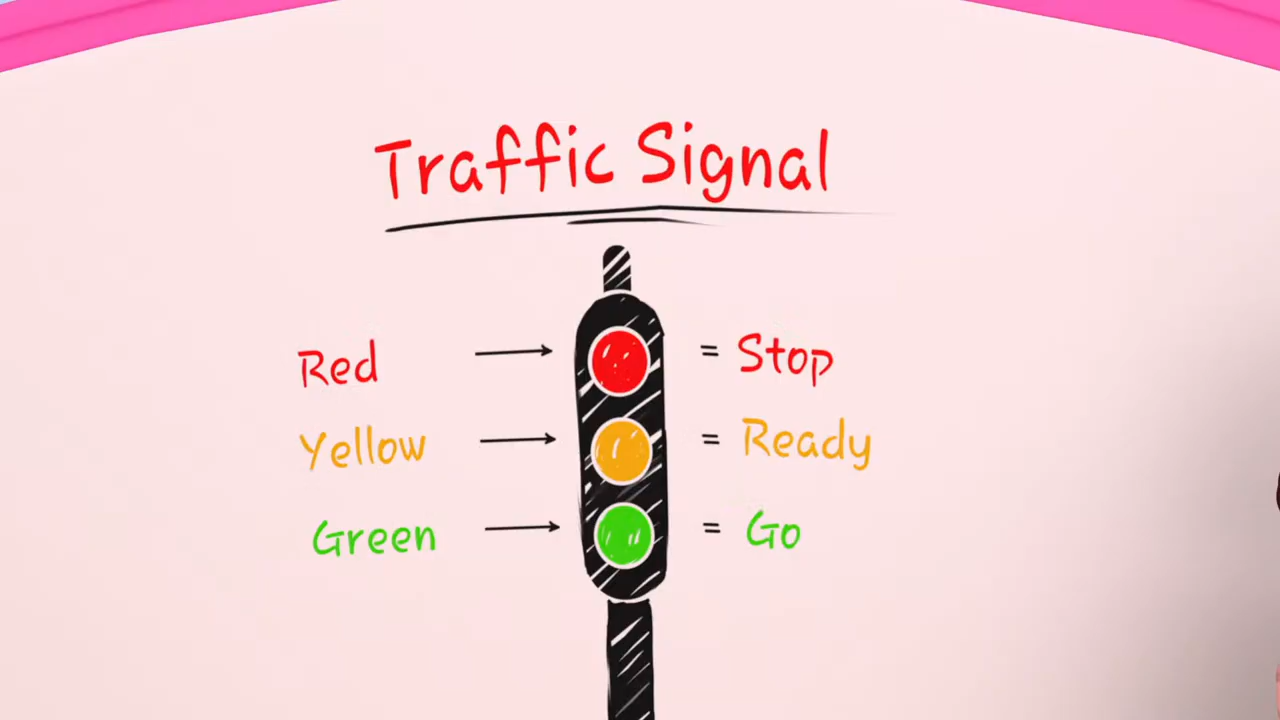 Traffic Signal
Red → = Stop
Yellow → = Ready
Green → = Go